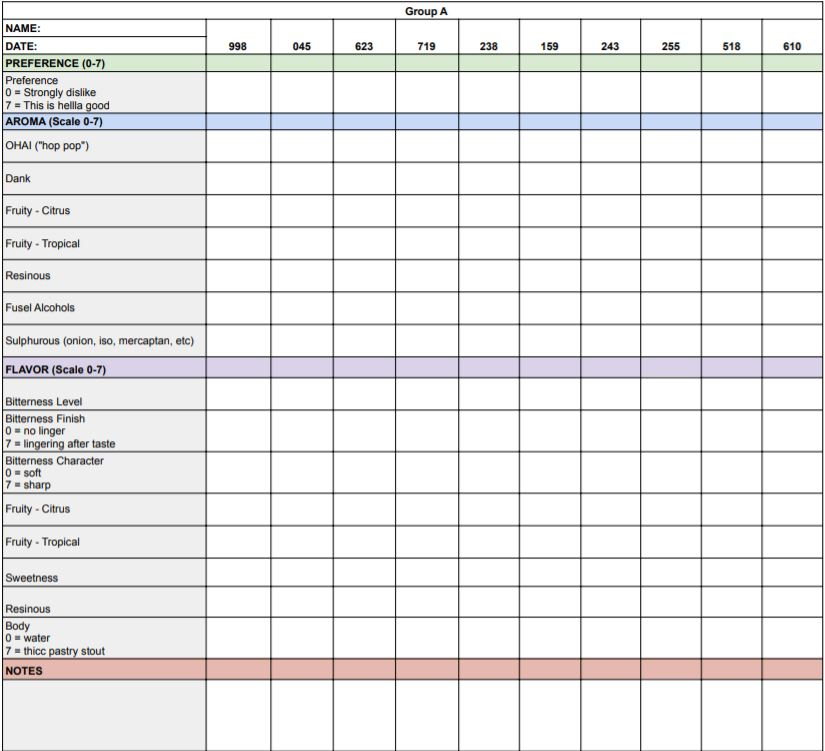 Group A
NAME:
DATE: 998 045 623 719 238 159 243 255 518 610
PREFERENCE (0-7)
Preference
0 = Strongly dislike
7 = This is hellla good
AROMA (Scale 0-7)
OHAI ("hop pop")
Dank
Fruity - Citrus
Fruity - Tropical
Resinous
Fusel Alcohols
Sulphurous (onion, iso, mercaptan, etc)
FLAVOR (Scale 0-7)
Bitterness Level
Bitterness Finish
0 = no linger
7 = lingering after taste
Bitterness Character
0 = soft
7 = sharp
Fruity - Citrus
Fruity - Tropical
Sweetness
Resinous
Body
0 = water
7 = thicc pastry stout
NOTES